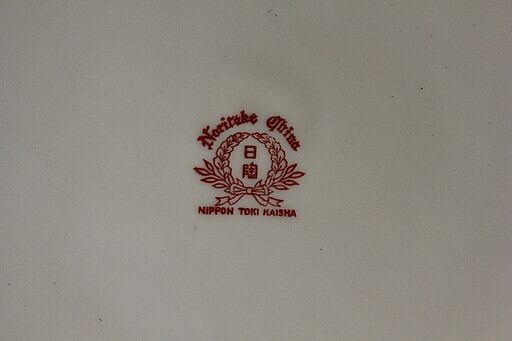 Noritake China
日
陶
NIPPON TOKI KAISHA